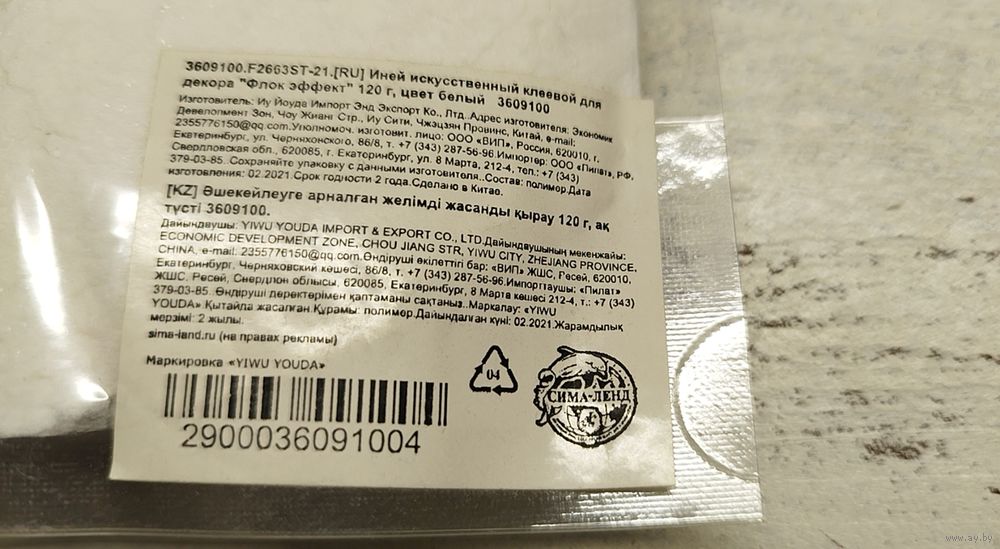 3609100.F2663ST-21.[RU] Иней искусственный клеевой для
декора "Флок эффект" 120 г, цвет белый 3609100
Изготовитель: Иу Йоуда Импорт Энд Экспорт Ко., Лтд.Адрес изготовителя: Экономик
Девелопмент Зон, Чоу Жианг Стр., Иу Сити, Чжэцзян Провинс, Китай, e-mail:
2355776150@qq.com.Уполномоч. изготовит. лицо: ООО «ВИП», Россия, 620010, г.
Екатеринбург, ул. Черняховского, 86/8, т. +7 (343) 287-56-96.Импортер: ООО «Пилат», РФ,
Свердловская обл., 620085, г. Екатеринбург, ул. 8 Марта, 212-4, тел.: +7 (343)
379-03-85..Сохраняйте упаковку с данными изготовителя..Состав: полимер.Дата
изготовления: 02.2021.Срок годности 2 года.Сделано в Китае.
[KZ] Әшекейлеуге арналған желімді жасанды қырау 120 г, ақ
түсті 3609100.
Дайындаушы: YIWU YOUDA IMPORT & EXPORT CO., LTD.Дайындаушының мекенжайы:
ECONOMIC DEVELOPMENT ZONE, CHOU JIANG STR, YIWU CITY, ZHEJIANG PROVINCE,
CHINA, e-mail: 2355776150@qq.com.Өндіруші өкілеттігі бар: «ВИП» ЖШС, Ресей, 620010,
Екатеринбург, Черняховский көшесі, 86/8, т. +7 (343) 287-56-96.Импорттаушы: «Пилат»
ЖШС, Ресей, Свердлов облысы, 620085, Екатеринбург, 8 Марта көшесі 212-4, т.: +7 (343)
379-03-85. Өндіруші деректерімен қаптаманы сақтаңыз..Маркалау: «YIWU
YOUDA».Қытайда жасалған.Құрамы: полимер.Дайындалған күні: 02.2021.Жарамдылық
мерзімі: 2 жылы.
sima-land.ru (на правах рекламы)
Маркировка «YIWU YOUDA»
04
СИМА-ЛЕНД
2900036091004
www.ay.by